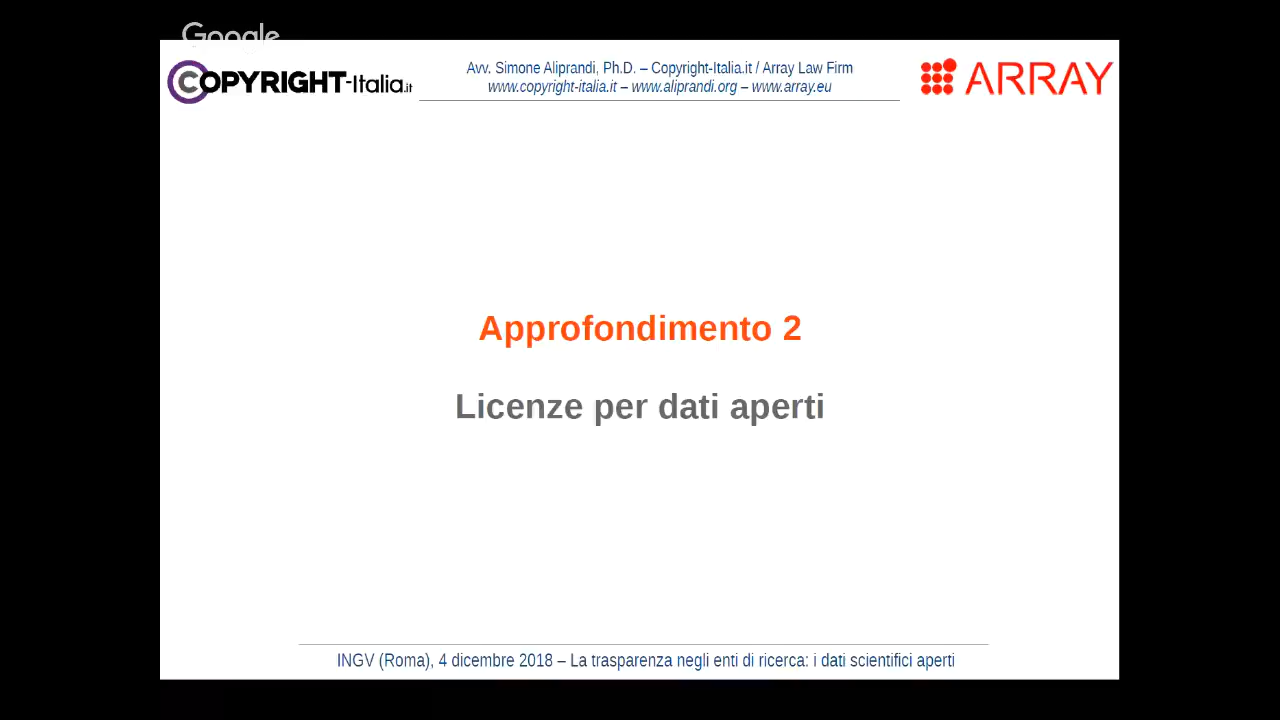 Google
COPYRIGHT-Italia.it
Avv. Simone Aliprandi, Ph.D. – Copyright-Italia.it / Array Law Firm
www.copyright-italia.it – www.aliprandi.org – www.array.eu
ARRAY
Approfondimento 2
Licenze per dati aperti
INGV (Roma), 4 dicembre 2018 – La trasparenza negli enti di ricerca: i dati scientifici aperti